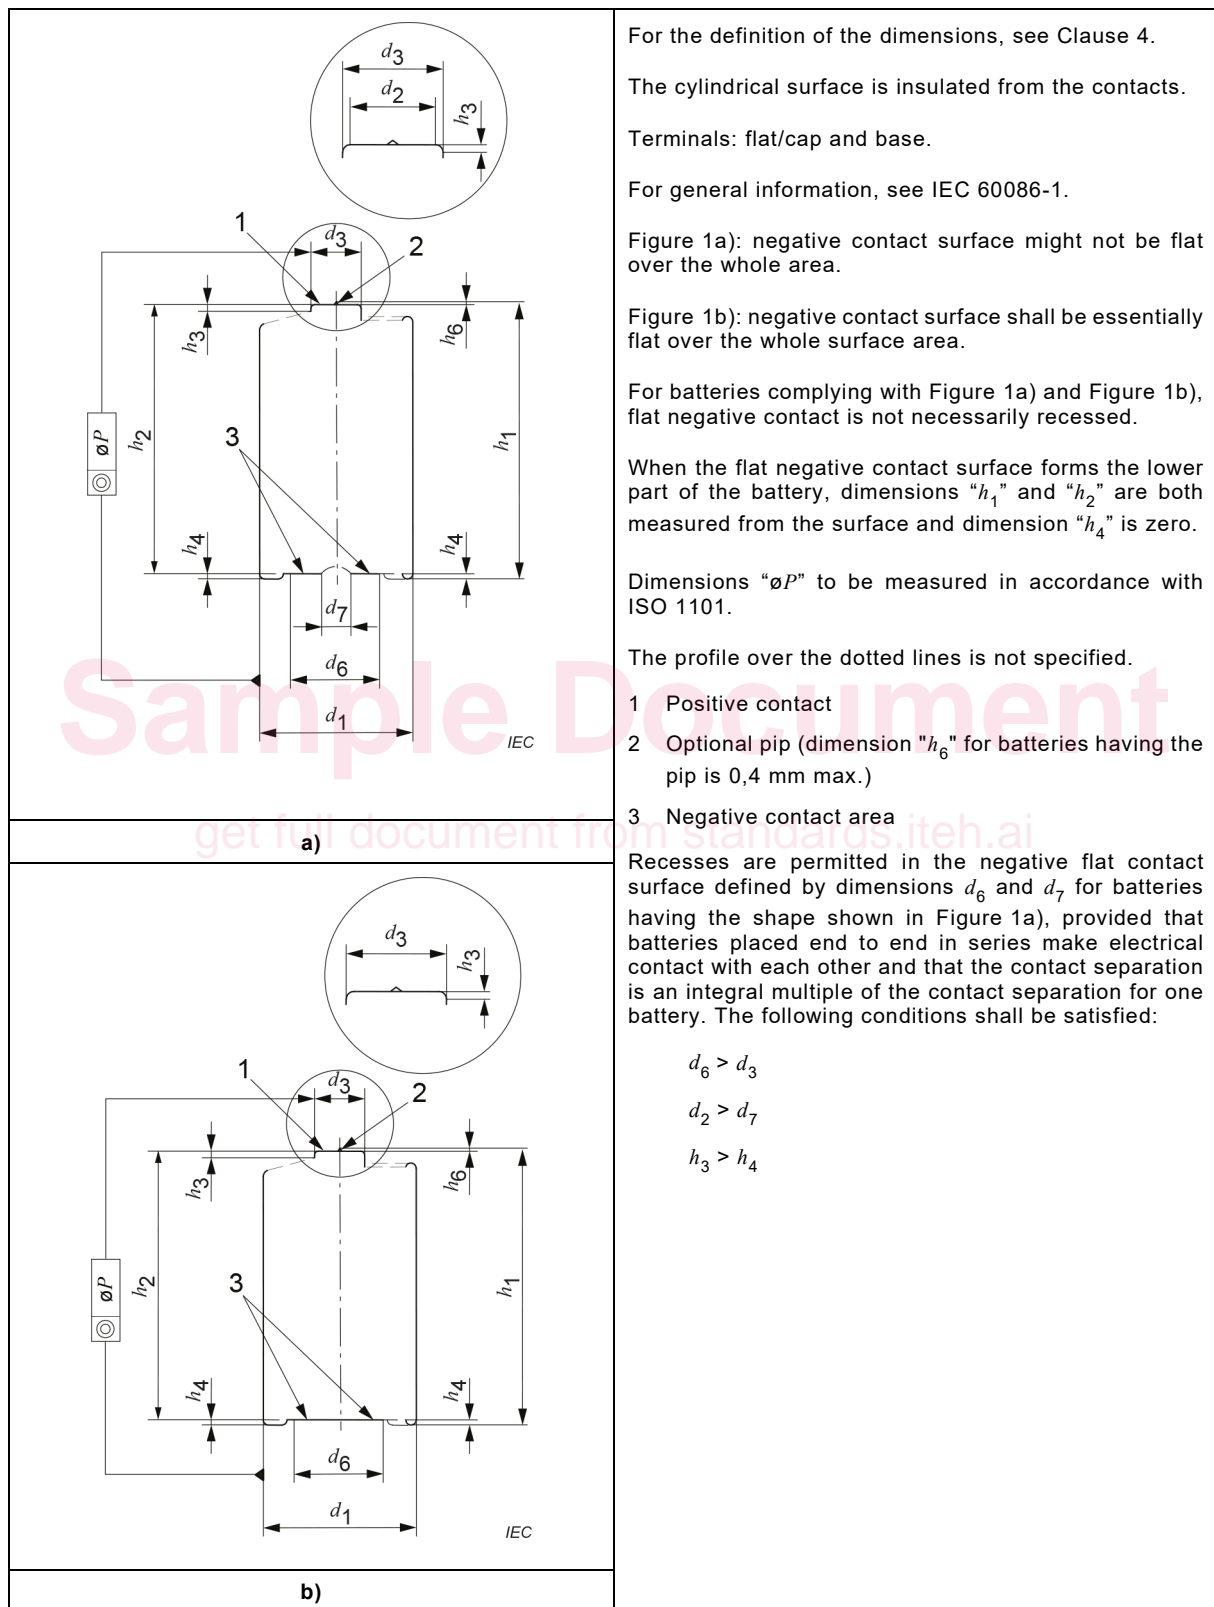 d3
d2
h3
1
d3
2
h3
h6
øP
h2
3
h1
h4
h4
d7
d6
d1
IEC
a)
d3
h3
1
d3
2
h3
h6
øP
h2
3
h1
h4
h4
d6
d1
IEC
b)
For the definition of the dimensions, see Clause 4.
The cylindrical surface is insulated from the contacts.
Terminals: flat/cap and base.
For general information, see IEC 60086-1.
Figure 1a): negative contact surface might not be flat
over the whole area.
Figure 1b): negative contact surface shall be essentially
flat over the whole surface area.
For batteries complying with Figure 1a) and Figure 1b),
flat negative contact is not necessarily recessed.
When the flat negative contact surface forms the lower
part of the battery, dimensions “h1” and “h2” are both
measured from the surface and dimension “h4” is zero.
Dimensions “øP” to be measured in accordance with
ISO 1101.
The profile over the dotted lines is not specified.
1 Positive contact
2 Optional pip (dimension "h6" for batteries having the
pip is 0,4 mm max.)
3 Negative contact area
Recesses are permitted in the negative flat contact
surface defined by dimensions d6 and d7 for batteries
having the shape shown in Figure 1a), provided that
batteries placed end to end in series make electrical
contact with each other and that the contact separation
is an integral multiple of the contact separation for one
battery. The following conditions shall be satisfied:
d6 > d3
d2 > d7
h3 > h4
Sample Document
get full document from standards.iteh.ai